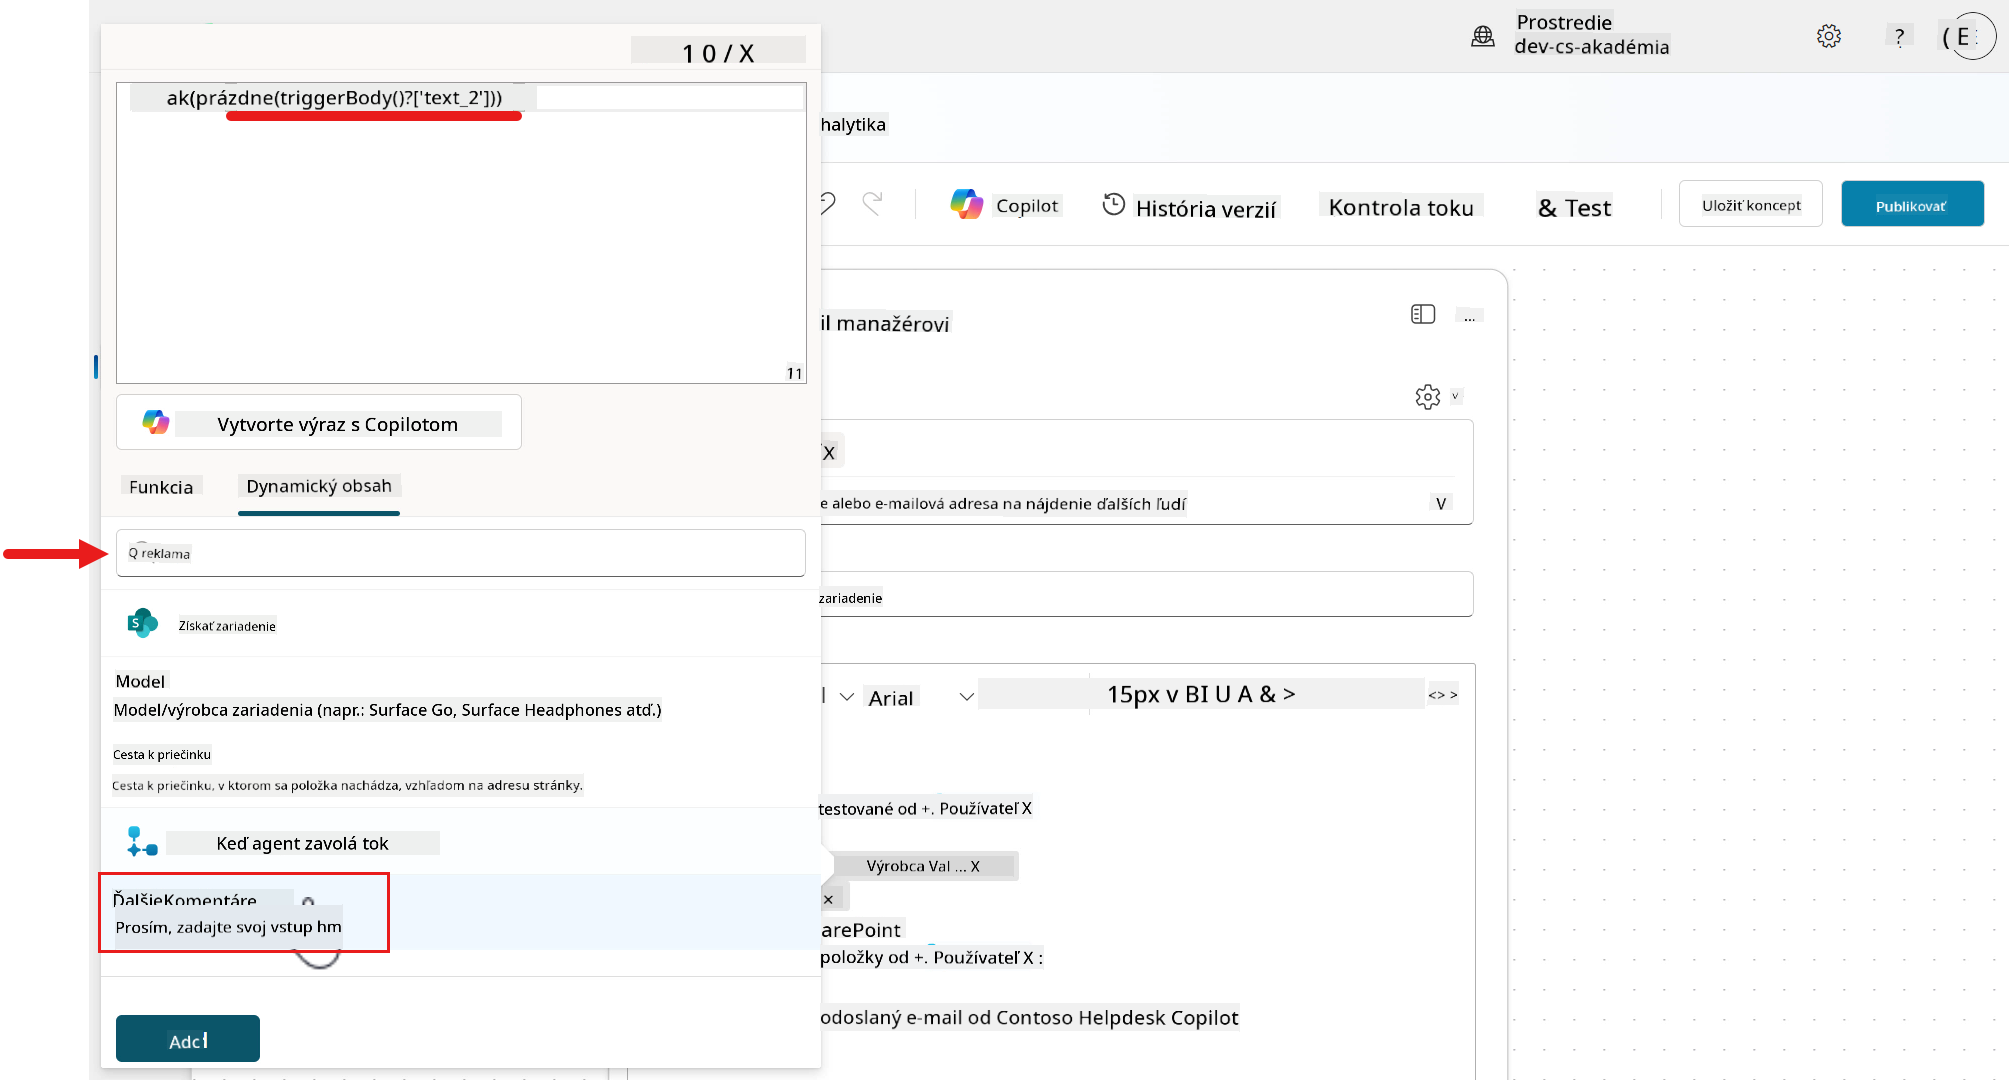 1 0 / X
Prostredie
dev-cs-akadémia
?
( E
ak(prázdne(triggerBody()?['text_2']))
nalytika
Copilot
História verzií
Kontrola toku
& Test
Uložiť koncept
Publikovať
11
il manažérovi
...
Vytvorte výraz s Copilotom
X
Funkcia
Dynamický obsah
e alebo e-mailová adresa na nájdenie ďalších ľudí
V
Q reklama
zariadenie
Získať zariadenie
Model
Model/výrobca zariadenia (napr.: Surface Go, Surface Headphones atď.)
Arial
15px v BI U A & >
<> >
Cesta k priečinku
Cesta k priečinku, v ktorom sa položka nachádza, vzhľadom na adresu stránky.
testované od +. Používateľ X
Keď agent zavolá tok
Výrobca Val ... X
ĎalšieKomentáre
Prosím, zadajte svoj vstup hm
x
arePoint
položky od +. Používateľ X :
odoslaný e-mail od Contoso Helpdesk Copilot